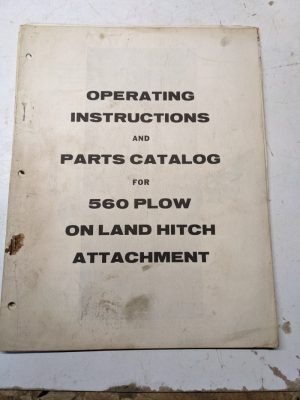 OPERATING
INSTRUCTIONS
AND
PARTS CATALOG
FOR
560 PLOW
ON LAND HITCH
ATTACHMENT